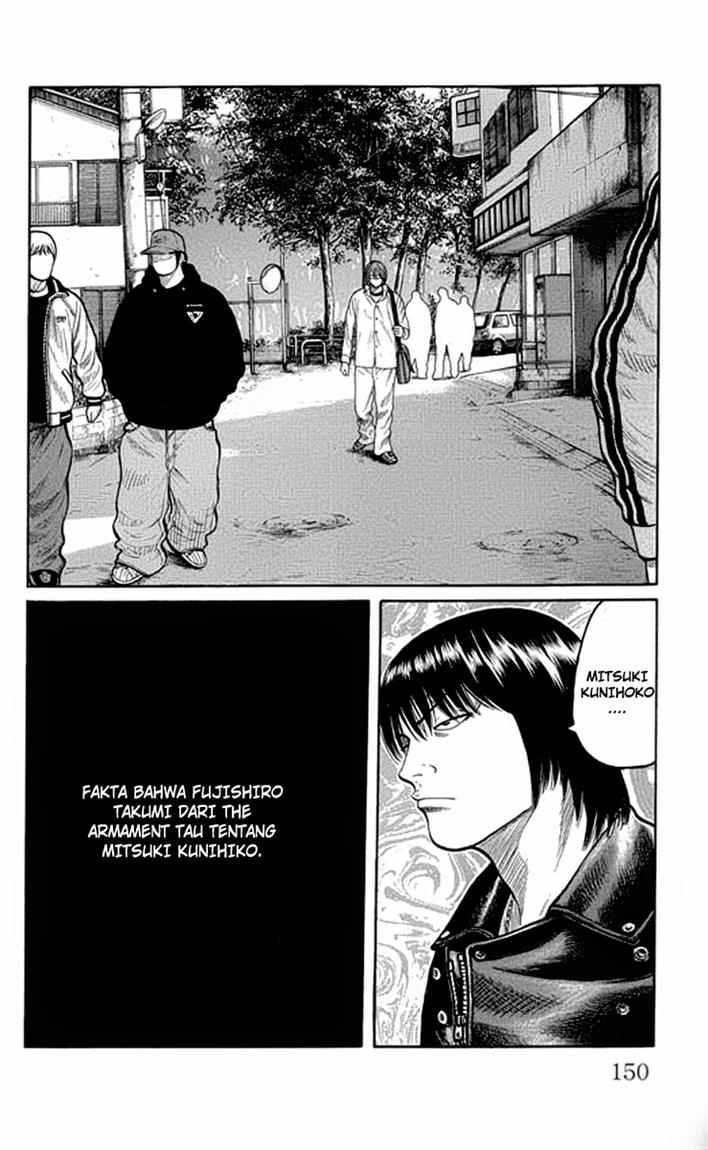 MITSUKI
KUNIHOKO
....
FAKTA BAHWA FUJISHIRO
TAKUMI DARI THE
ARMAMENT TAU TENTANG
MITSUKI KUNIHIKO.
150